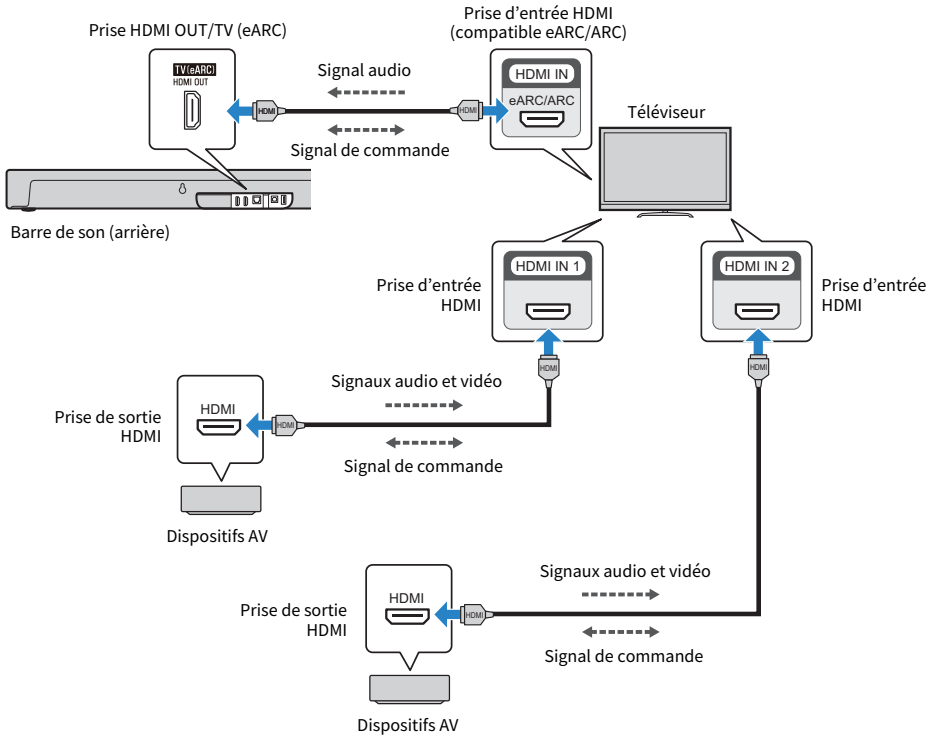 Prise HDMI OUT/TV (eARC)
Prise d’entrée HDMI
(compatible eARC/ARC)
TV (eARC)
HDMI OUT
Signal audio
HDMI IN
eARC/ARC
HDMI
HDMI
Signal de commande
Téléviseur
Barre de son (arrière)
HDMI IN 1
HDMI IN 2
Prise d’entrée
HDMI
Prise d’entrée
HDMI
HDMI
HDMI
Signaux audio et vidéo
HDMI
Prise de sortie
HDMI
HDMI
Signal de commande
Dispositifs AV
Signaux audio et vidéo
HDMI
Prise de sortie
HDMI
HDMI
Signal de commande
Dispositifs AV